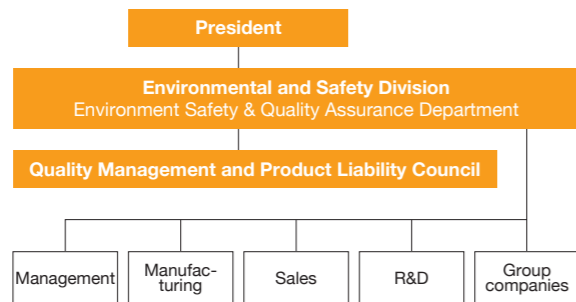 President
Environmental and Safety Division
Environment Safety & Quality Assurance Department
Quality Management and Product Liability Council
Management
Manufac-
turing
Sales
R&D
Group
companies